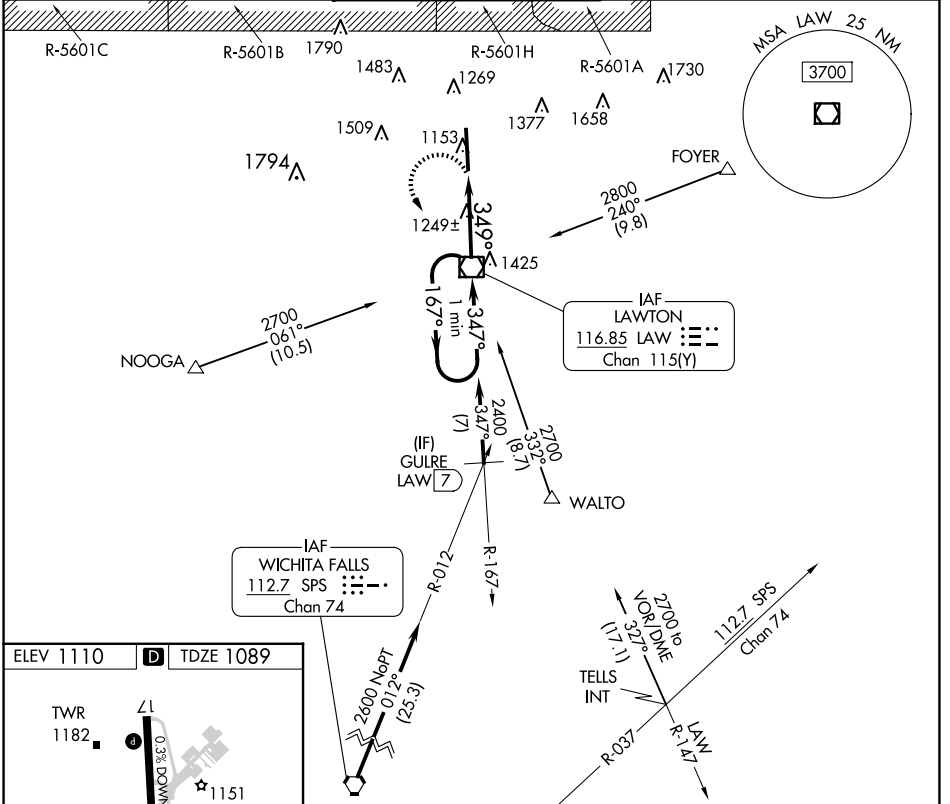 R-5601C
R-5601B
1790
R-5601H
R-5601A
1730
1483
1269
1377
1658
1509
1153
1794
MSA LAW 25 NM
3700
FOYER
2800
240°
(9.8)
1249±
349°
1425
IAF
LAWTON
116.85 LAW
Chan 115(Y)
2700
061°
(10.5)
NOOGA
167°
1 min
347°
2400
347°
(7)
2700
332°
(8.7)
(IF)
GULRE
LAW 7
WALTO
IAF
WICHITA FALLS
112.7 SPS
Chan 74
R-012
R-167
2600 NoPT
012°
(25.3)
2700 to
VOR/DME
327°
(17.1)
112.7 SPS
Chan 74
TELLS
INT
R-037
LAW
R-147
ELEV 1110 D TDZE 1089
TWR
1182
17
P
0.3% DOWN
1151